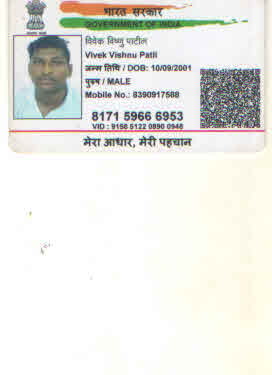 भारत सरकार
GOVERNMENT OF INDIA
विवेक विष्णु पाटील
Vivek Vishnu Patil
जन्म तिथि / DOB: 10/09/2001
पुरुष / MALE
Mobile No.: 8390917588
8171 5966 6953
VID : 9156 5122 0890 0948
मेरा आधार, मेरी पहचान